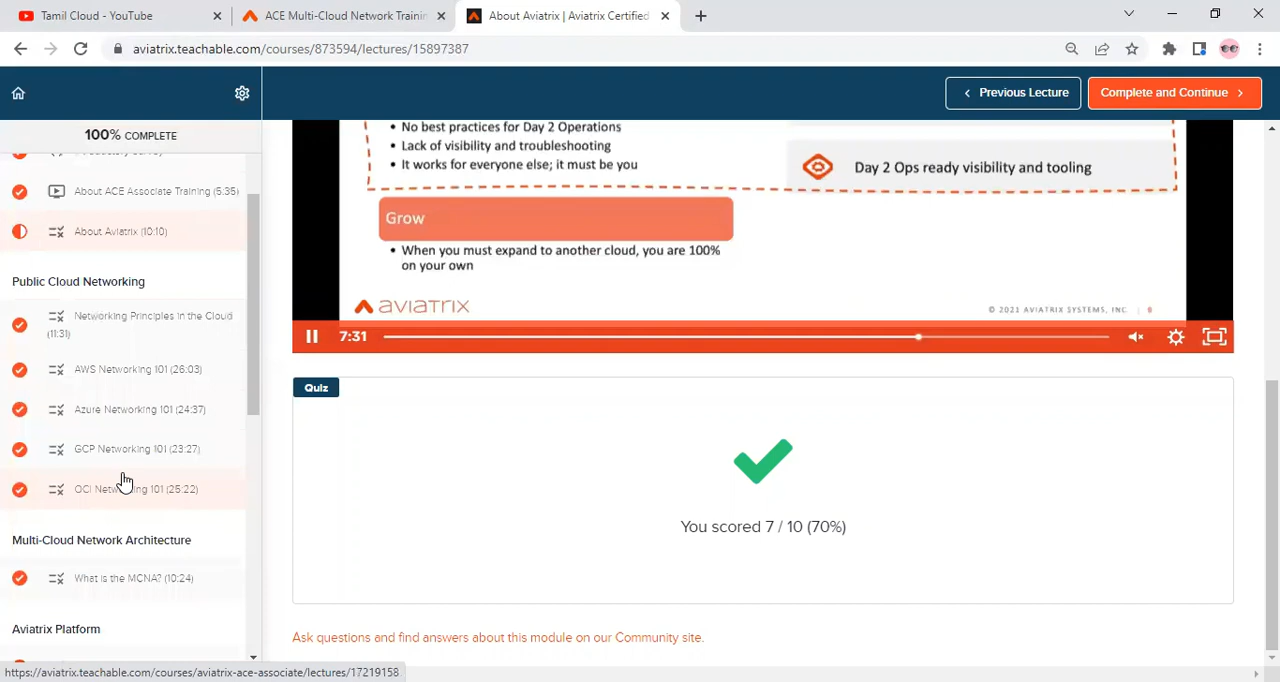 Tamil Cloud - YouTube
ACE Multi-Cloud Network Trainin
About Aviatrix | Aviatrix Certified
aviatrix.teachable.com/courses/873594/lectures/15897387
Previous Lecture
Complete and Continue
100% COMPLETE
About ACE Associate Training (5:35)
About Aviatrix (10:10)
Public Cloud Networking
Networking Principles in the Cloud
(11:31)
AWS Networking 101 (26:03)
Azure Networking 101 (24:37)
GCP Networking 101 (23:27)
OCI Networking 101 (25:22)
Multi-Cloud Network Architecture
What is the MCNA? (10:24)
Aviatrix Platform
• No best practices for Day 2 Operations
• Lack of visibility and troubleshooting
• It works for everyone else; it must be you
Day 2 Ops ready visibility and tooling
Grow
• When you must expand to another cloud, you are 100%
on your own
AVIATRIX
© 2021 AVIATRIX SYSTEMS, INC. | 8
7:31
Quiz
You scored 7 / 10 (70%)
Ask questions and find answers about this module on our Community site.
https://aviatrix.teachable.com/courses/aviatrix-ace-associate/lectures/17219158